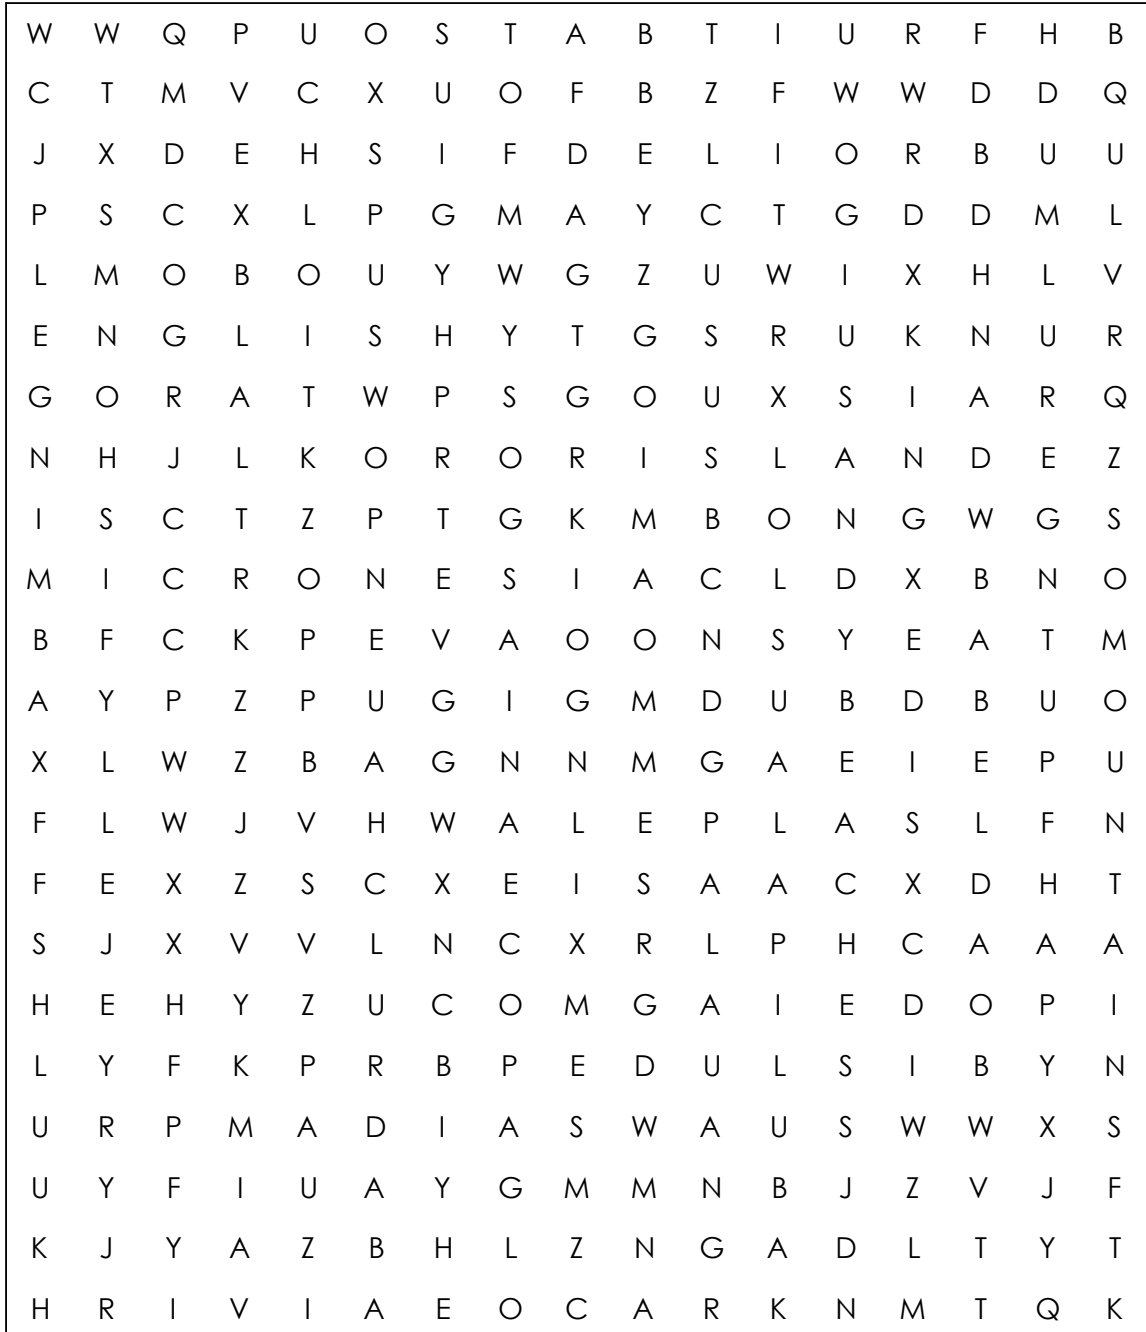 W W Q P U O S T A B T I U R F H B
C T M V C X U O F B Z F W W D D Q
J X D E H S I F D E L I O R B U U
P S C X L P G M A Y C T G D D M L
L M O B O U Y W G Z U W I X H L V
E N G L I S H Y T G S R U K N U R
G O R A T W P S G O U X S I A R Q
N H J L K O R O R I S L A N D E Z
I S C T Z P T G K M B O N G W G S
M I C R O N E S I A C L D X B N O
B F C K P E V A O O N S Y E A T M
A Y P Z P U G I G M D U B D B U O
X L W Z B A G N N M G A E I E P U
F L W J V H W A L E P L A S L F N
F E X Z S C X E I S A A C X D H T
S J X V V L N C X R L P H C A A A
H E H Y Z U C O M G A I E D O P I
L Y F K P R B P E D U L S I B Y N
U R P M A D I A S W A U S W W X S
U Y F I U A Y G M M N B J Z V J F
K J Y A Z B H L Z N G A D L T Y T
H R I V I A E O C A R K N M T Q K